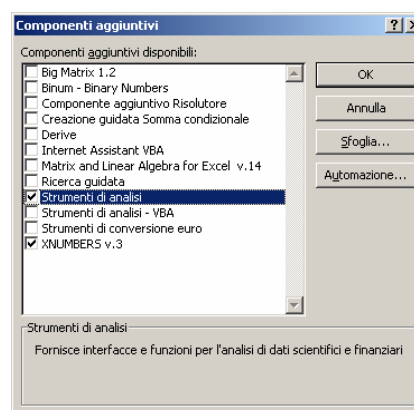 Componenti aggiuntivi
Componenti aggiuntivi disponibili:
Big Matrix 1.2
Binum - Binary Numbers
Componente aggiuntivo Risolutore
Creazione guidata Somma condizionale
Derive
Internet Assistant VBA
Matrix and Linear Algebra for Excel v.14
Ricerca guidata
Strumenti di analisi
Strumenti di analisi - VBA
Strumenti di conversione euro
XNUMBERS v.3
OK
Annulla
Sfoglia...
Automazione...
Strumenti di analisi
Fornisce interfacce e funzioni per l'analisi di dati scientifici e finanziari